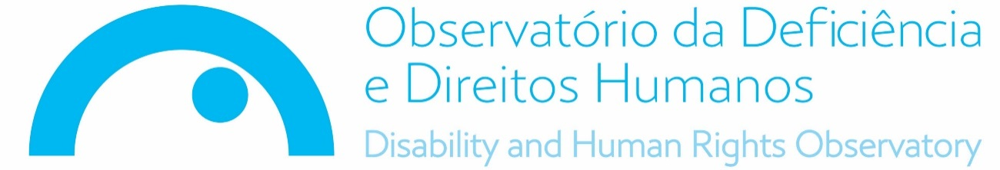 Observatório da Deficiência
e Direitos Humanos
Disability and Human Rights Observatory